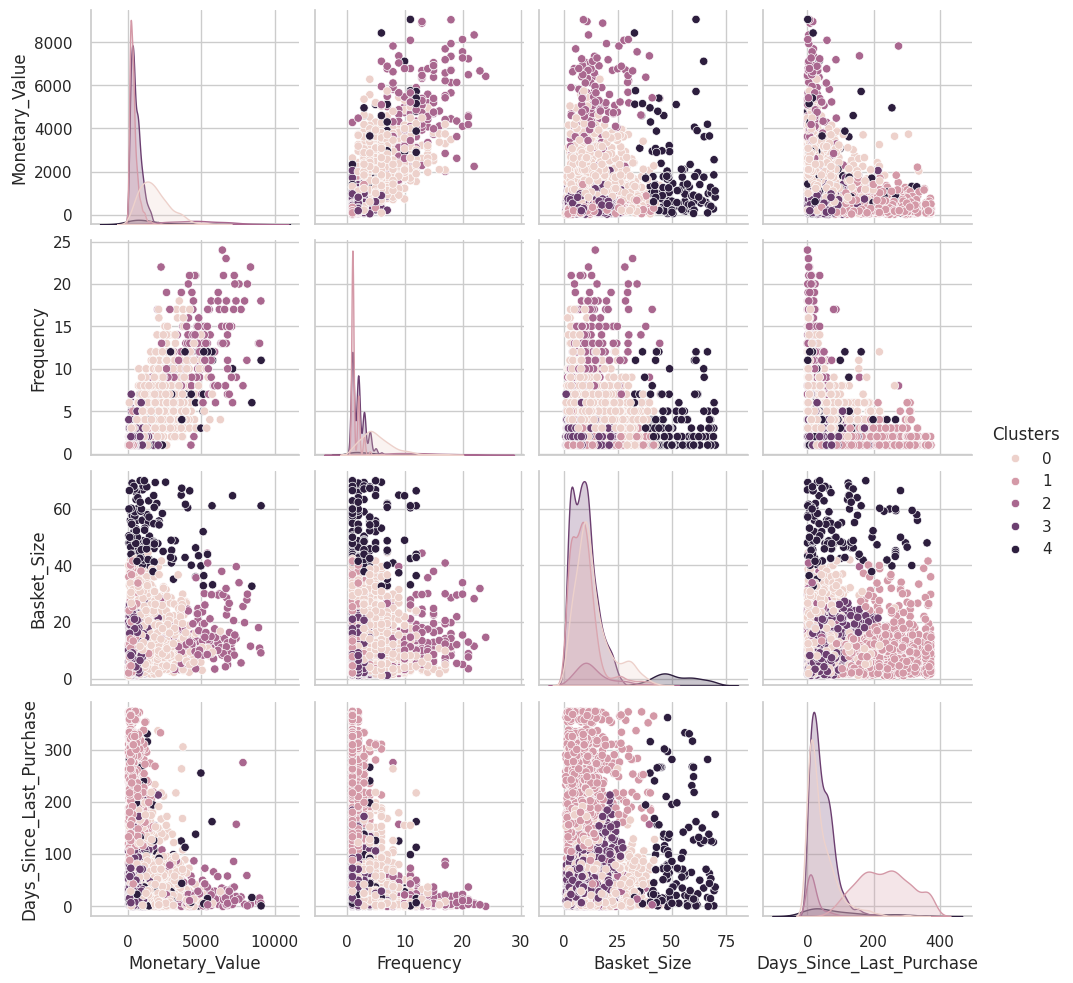 Monetary_Value
8000
6000
4000
2000
0
Frequency
25
20
15
10
5
0
Basket_Size
60
40
20
0
Days_Since_Last_Purchase
300
200
100
0
0 5000 10000
Monetary_Value
0 10 20 30
Frequency
0 25 50 75
Basket_Size
0 200 400
Days_Since_Last_Purchase
Clusters
0
1
2
3
4